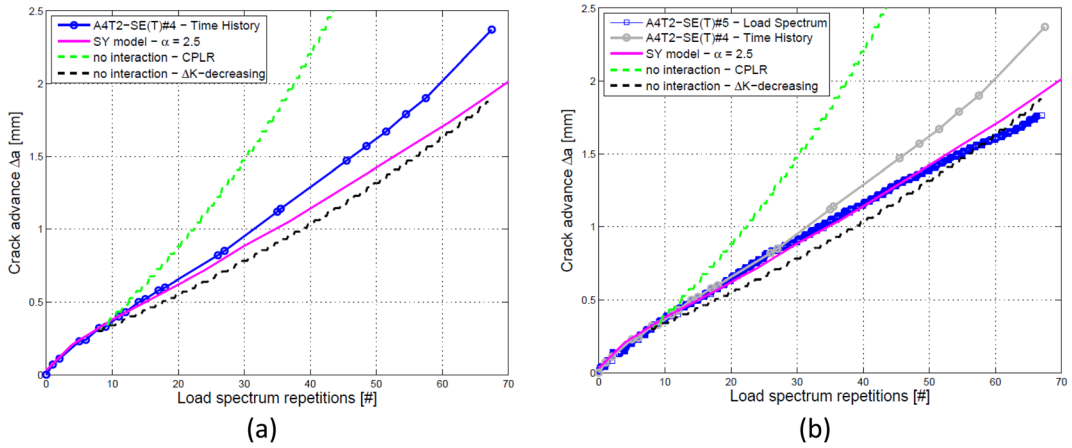 2.5
2
1.5
1
0.5
0
0 10 20 30 40 50 60 70
Crack advance Δa [mm]
Load spectrum repetitions [#]
A4T2−SE(T)#4 − Time History
SY model − α = 2.5
no interaction − CPLR
no interaction − ΔK−decreasing
(a)
2.5
2
1.5
1
0.5
0
0 10 20 30 40 50 60 70
Crack advance Δa [mm]
Load spectrum repetitions [#]
A4T2−SE(T)#5 − Load Spectrum
A4T2−SE(T)#4 − Time History
SY model − α = 2.5
no interaction − CPLR
no interaction − ΔK−decreasing
(b)